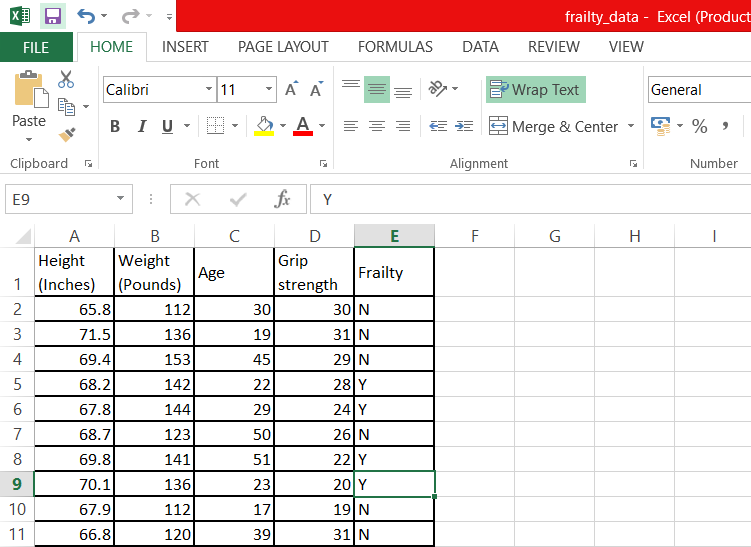 frailty_data - Excel (Product
FILE HOME INSERT PAGE LAYOUT FORMULAS DATA REVIEW VIEW
Calibri 11 A A Wrap Text General
Paste B I U A Merge & Center % ,
Clipboard Font Alignment Number
E9 fx Y
A B C D E F G H I
1 Height (Inches) Weight (Pounds) Age Grip strength Frailty
2 65.8 112 30 30 N
3 71.5 136 19 31 N
4 69.4 153 45 29 N
5 68.2 142 22 28 Y
6 67.8 144 29 24 Y
7 68.7 123 50 26 N
8 69.8 141 51 22 Y
9 70.1 136 23 20 Y
10 67.9 112 17 19 N
11 66.8 120 39 31 N